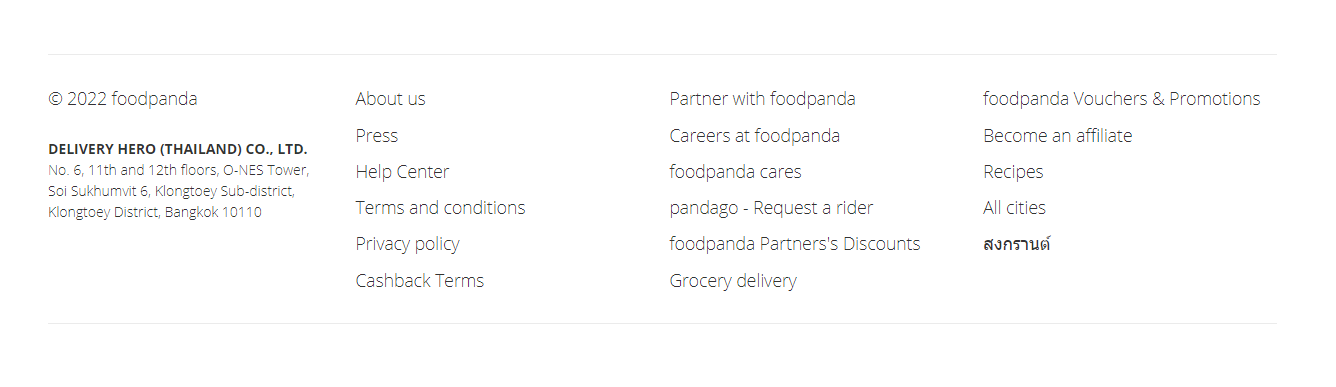 © 2022 foodpanda
DELIVERY HERO (THAILAND) CO., LTD.
No. 6, 11th and 12th floors, O-NES Tower,
Soi Sukhumvit 6, Klongtoey Sub-district,
Klongtoey District, Bangkok 10110
About us
Press
Help Center
Terms and conditions
Privacy policy
Cashback Terms
Partner with foodpanda
Careers at foodpanda
foodpanda cares
pandago - Request a rider
foodpanda Partners's Discounts
Grocery delivery
foodpanda Vouchers & Promotions
Become an affiliate
Recipes
All cities
สงกรานต์